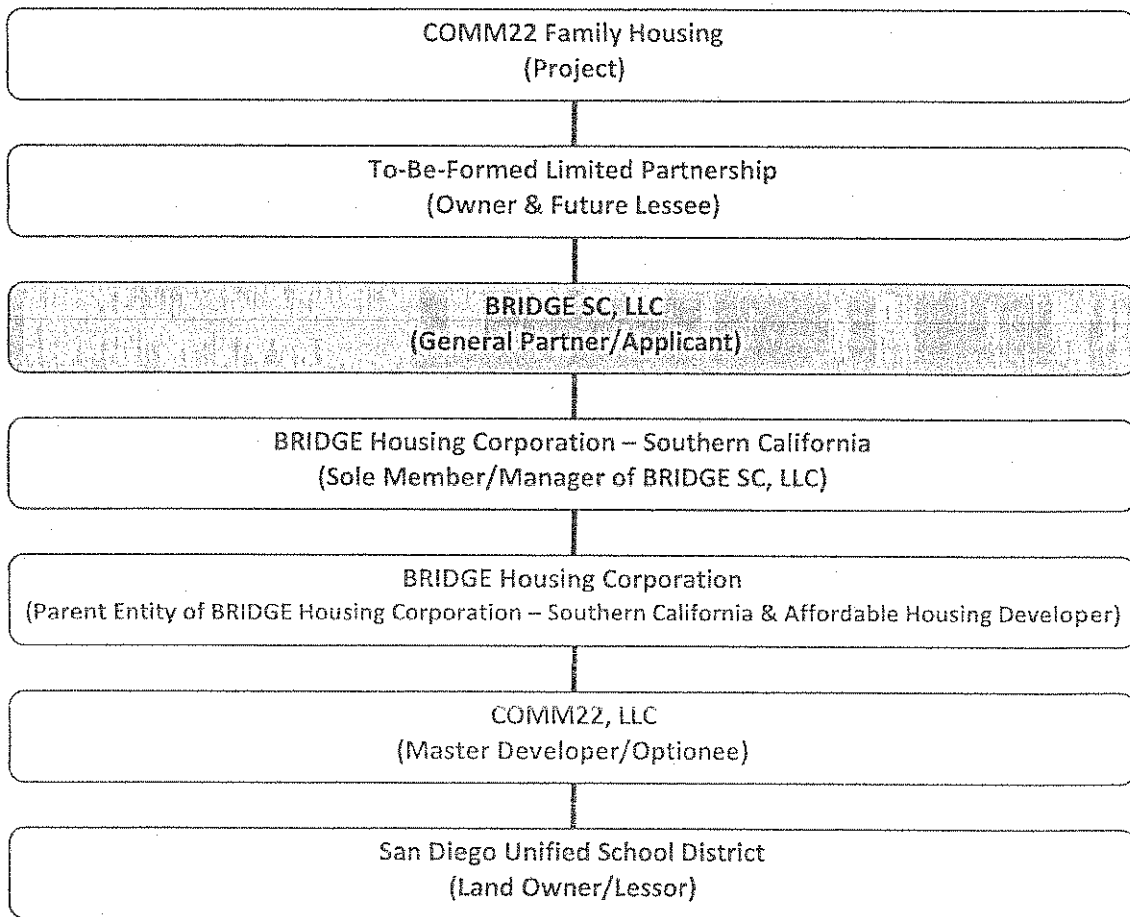 COMM22 Family Housing
(Project)
To-Be-Formed Limited Partnership
(Owner & Future Lessee)
BRIDGE SC, LLC
(General Partner/Applicant)
BRIDGE Housing Corporation – Southern California
(Sole Member/Manager of BRIDGE SC, LLC)
BRIDGE Housing Corporation
(Parent Entity of BRIDGE Housing Corporation – Southern California & Affordable Housing Developer)
COMM22, LLC
(Master Developer/Optionee)
San Diego Unified School District
(Land Owner/Lessor)